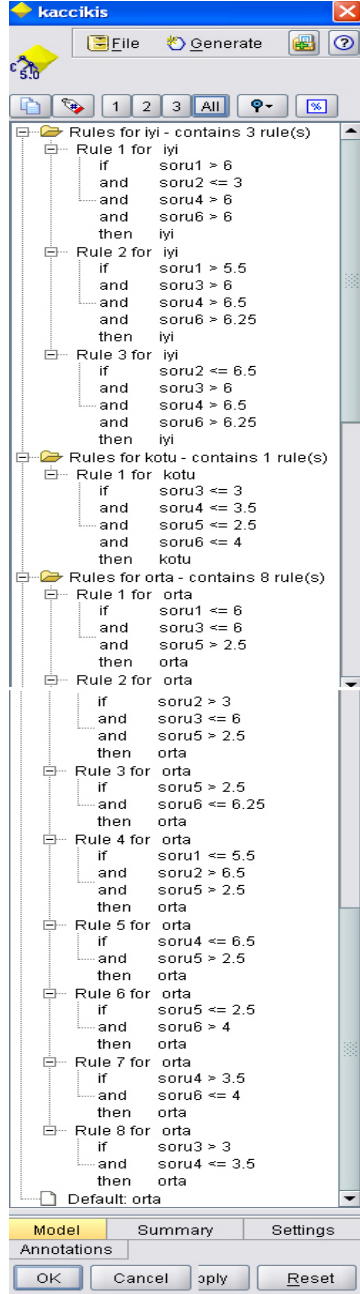 kaccikis
File Generate
C5.0
1 2 3 All %
Rules for iyi - contains 3 rule(s)
Rule 1 for iyi
if soru1 > 6
and soru2 <= 3
and soru4 > 6
and soru6 > 6
then iyi
Rule 2 for iyi
if soru1 > 5.5
and soru3 > 6
and soru4 > 6.5
and soru6 > 6.25
then iyi
Rule 3 for iyi
if soru2 <= 6.5
and soru3 > 6
and soru4 > 6.5
and soru6 > 6.25
then iyi
Rules for kotu - contains 1 rule(s)
Rule 1 for kotu
if soru3 <= 3
and soru4 <= 3.5
and soru5 <= 2.5
and soru6 <= 4
then kotu
Rules for orta - contains 8 rule(s)
Rule 1 for orta
if soru1 <= 6
and soru3 <= 6
and soru5 > 2.5
then orta
Rule 2 for orta
if soru2 > 3
and soru3 <= 6
and soru5 > 2.5
then orta
Rule 3 for orta
if soru5 > 2.5
and soru6 <= 6.25
then orta
Rule 4 for orta
if soru1 <= 5.5
and soru2 > 6.5
and soru5 > 2.5
then orta
Rule 5 for orta
if soru4 <= 6.5
and soru5 > 2.5
then orta
Rule 6 for orta
if soru5 <= 2.5
and soru6 > 4
then orta
Rule 7 for orta
if soru4 > 3.5
and soru6 <= 4
then orta
Rule 8 for orta
if soru3 > 3
and soru4 <= 3.5
then orta
Default: orta
Model Summary Settings
Annotations
OK Cancel pply Reset